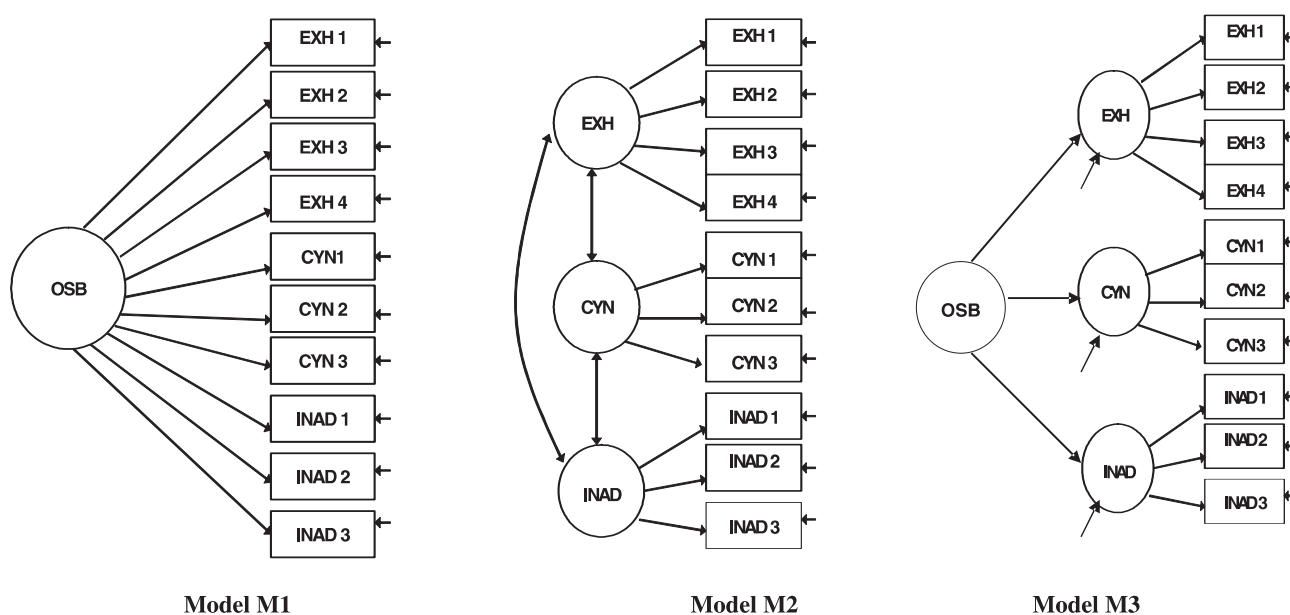 OSB
EXH 1
EXH 2
EXH 3
EXH 4
CYN1
CYN 2
CYN 3
INAD 1
INAD 2
INAD 3
Model M1
EXH
CYN
INAD
EXH 1
EXH 2
EXH 3
EXH 4
CYN 1
CYN 2
CYN 3
INAD 1
INAD 2
INAD 3
Model M2
OSB
EXH
CYN
INAD
EXH1
EXH2
EXH3
EXH4
CYN1
CYN2
CYN3
INAD1
INAD2
INAD3
Model M3